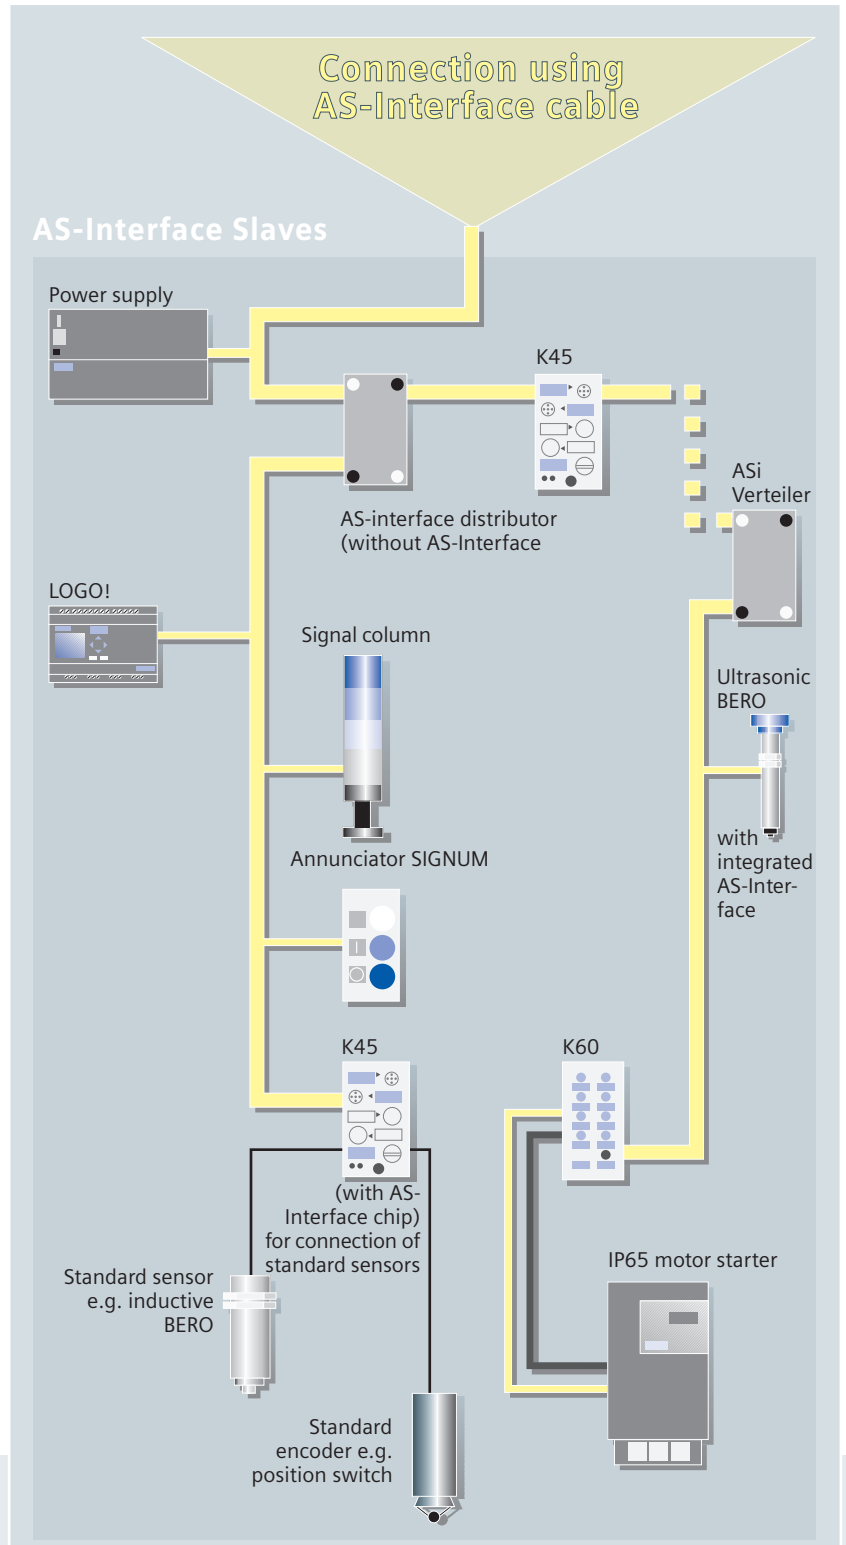 Connection using
AS-Interface cable
AS-Interface Slaves
Power supply
K45
ASi
Verteiler
AS-interface distributor
(without AS-Interface
LOGO!
Signal column
Ultrasonic
BERO
with
integrated
AS-Inter-
face
Annunciator SIGNUM
K45
K60
(with AS-
Interface chip)
for connection of
standard sensors
IP65 motor starter
Standard sensor
e.g. inductive
BERO
Standard
encoder e.g.
position switch